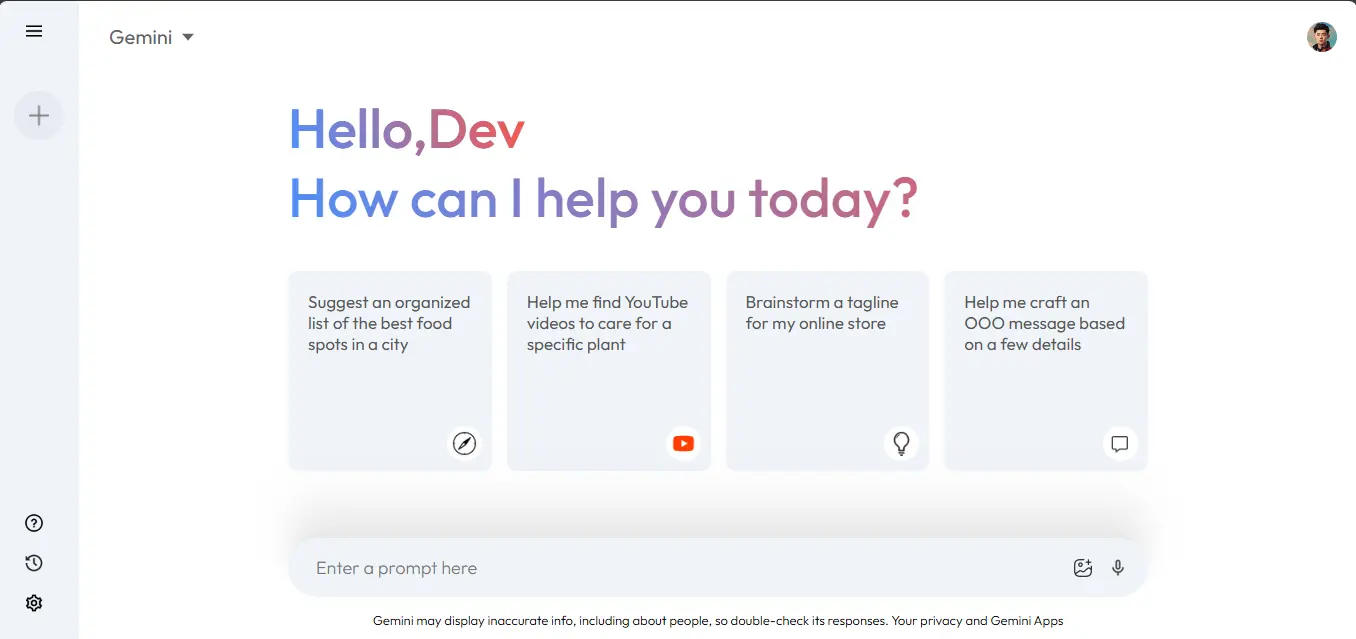 Gemini
Hello,Dev
How can I help you today?
Suggest an organized
list of the best food
spots in a city
Help me find YouTube
videos to care for a
specific plant
Brainstorm a tagline
for my online store
Help me craft an
OOO message based
on a few details
Enter a prompt here
Gemini may display inaccurate info, including about people, so double-check its responses. Your privacy and Gemini Apps